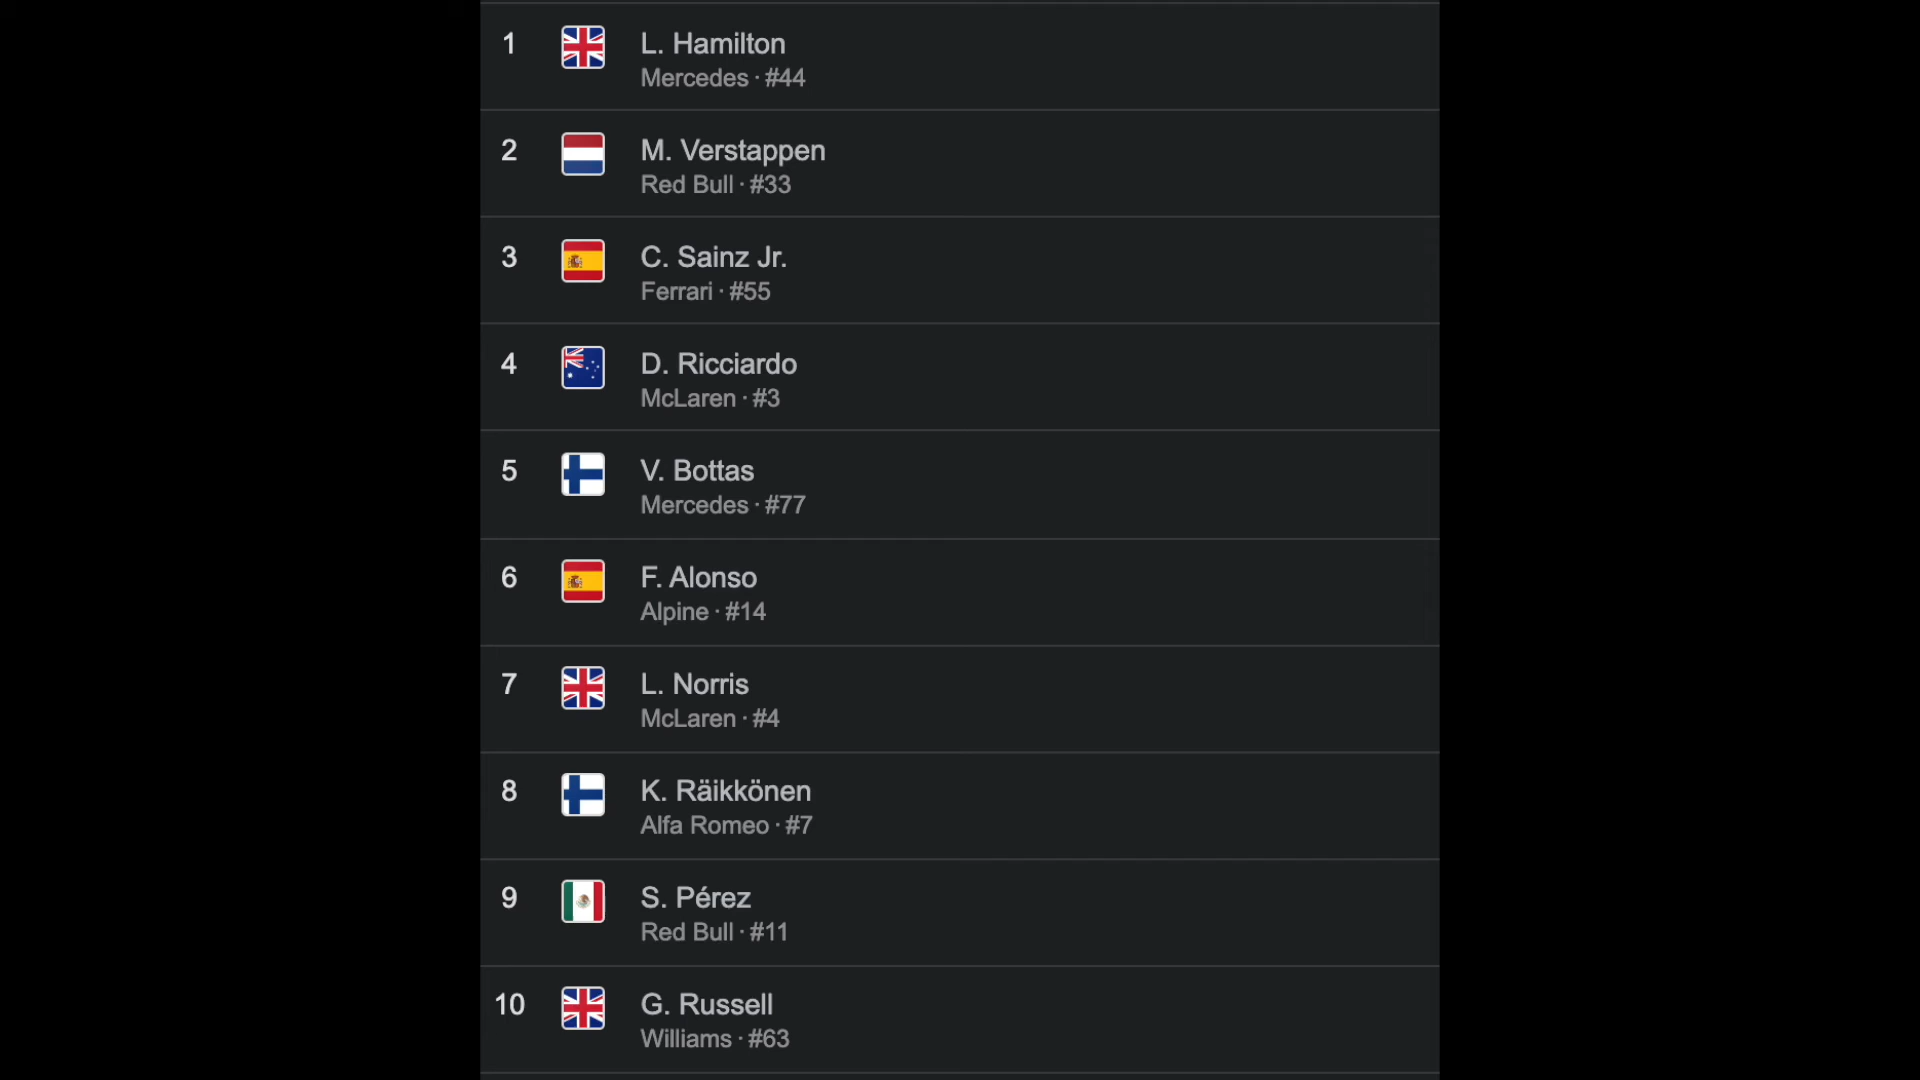 1
L. Hamilton
Mercedes · #44
2
M. Verstappen
Red Bull · #33
3
C. Sainz Jr.
Ferrari · #55
4
D. Ricciardo
McLaren · #3
5
V. Bottas
Mercedes · #77
6
F. Alonso
Alpine · #14
7
L. Norris
McLaren · #4
8
K. Räikkönen
Alfa Romeo · #7
9
S. Pérez
Red Bull · #11
10
G. Russell
Williams · #63